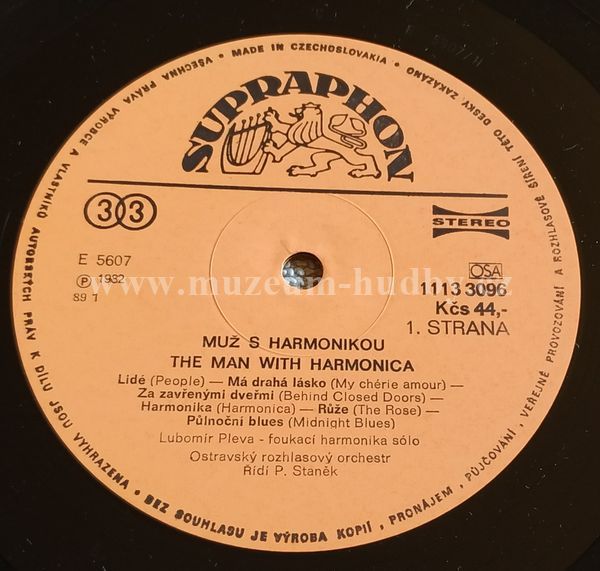 • VŠECHNA PRÁVA VÝROBCE A VLASTNÍKŮ AUTORSKÝCH PRÁV K DÍLU JSOU VYHRAZENA • BEZ SOUHLASU JE VÝROBA KOPIÍ, PRONÁJEM, PŮJČOVÁNÍ, VEŘEJNÉ PROVOZOVÁNÍ A ROZHLASOVÉ ŠÍŘENÍ TÉTO DESKY ZAKÁZÁNO • MADE IN CZECHOSLOVAKIA
SUPRAPHON
33
STEREO
E 5607
Ⓟ 1932
89 1
OSA
1113 3096
Kčs 44,-
1. STRANA
www.muzeum-hudby.cz
MUŽ S HARMONIKOU
THE MAN WITH HARMONICA
Lidé (People) — Má drahá lásko (My chérie amour) —
Za zavřenými dveřmi (Behind Closed Doors) —
Harmonika (Harmonica) — Růže (The Rose) —
Půlnoční blues (Midnight Blues)
Lubomír Pleva - foukací harmonika sólo
Ostravský rozhlasový orchestr
Řídí P. Staněk